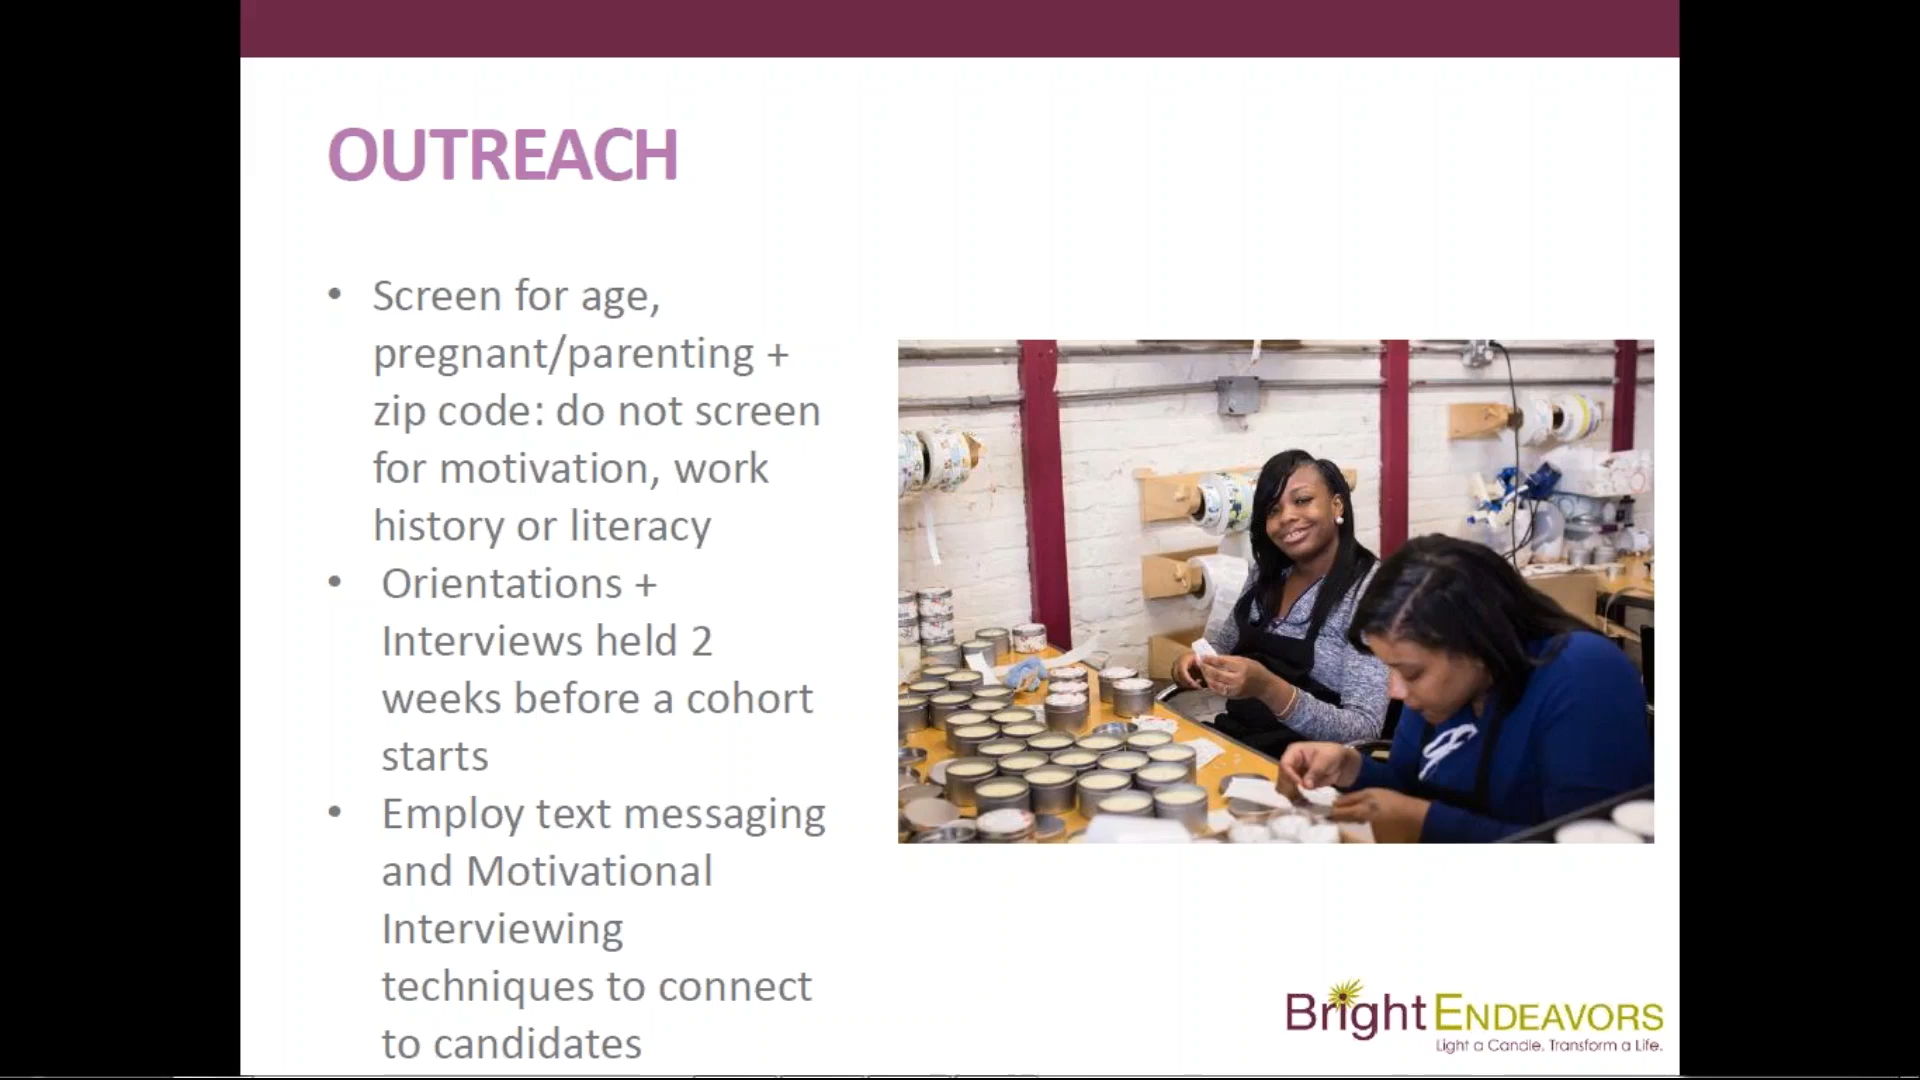 OUTREACH
• Screen for age,
pregnant/parenting +
zip code: do not screen
for motivation, work
history or literacy
• Orientations +
Interviews held 2
weeks before a cohort
starts
• Employ text messaging
and Motivational
Interviewing
techniques to connect
to candidates
Bright ENDEAVORS
Light a Candle. Transform a Life.